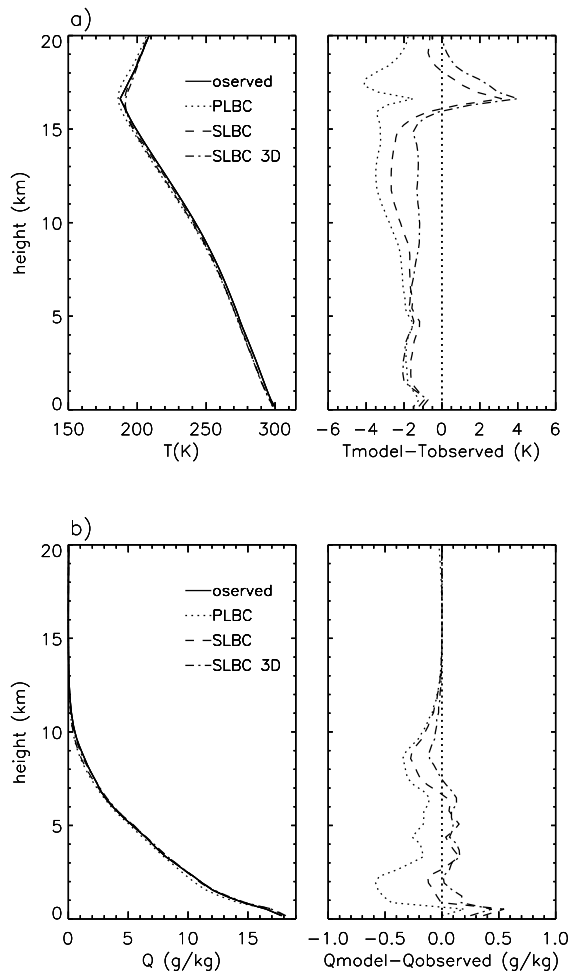 a)
20
15
10
5
0
height (km)
oserved
PLBC
SLBC
SLBC 3D
150 200 250 300
T(K)
-6 -4 -2 0 2 4 6
Tmodel-Tobserved (K)
b)
20
15
10
5
0
height (km)
oserved
PLBC
SLBC
SLBC 3D
0 5 10 15
Q (g/kg)
-1.0 -0.5 0.0 0.5 1.0
Qmodel-Qobserved (g/kg)